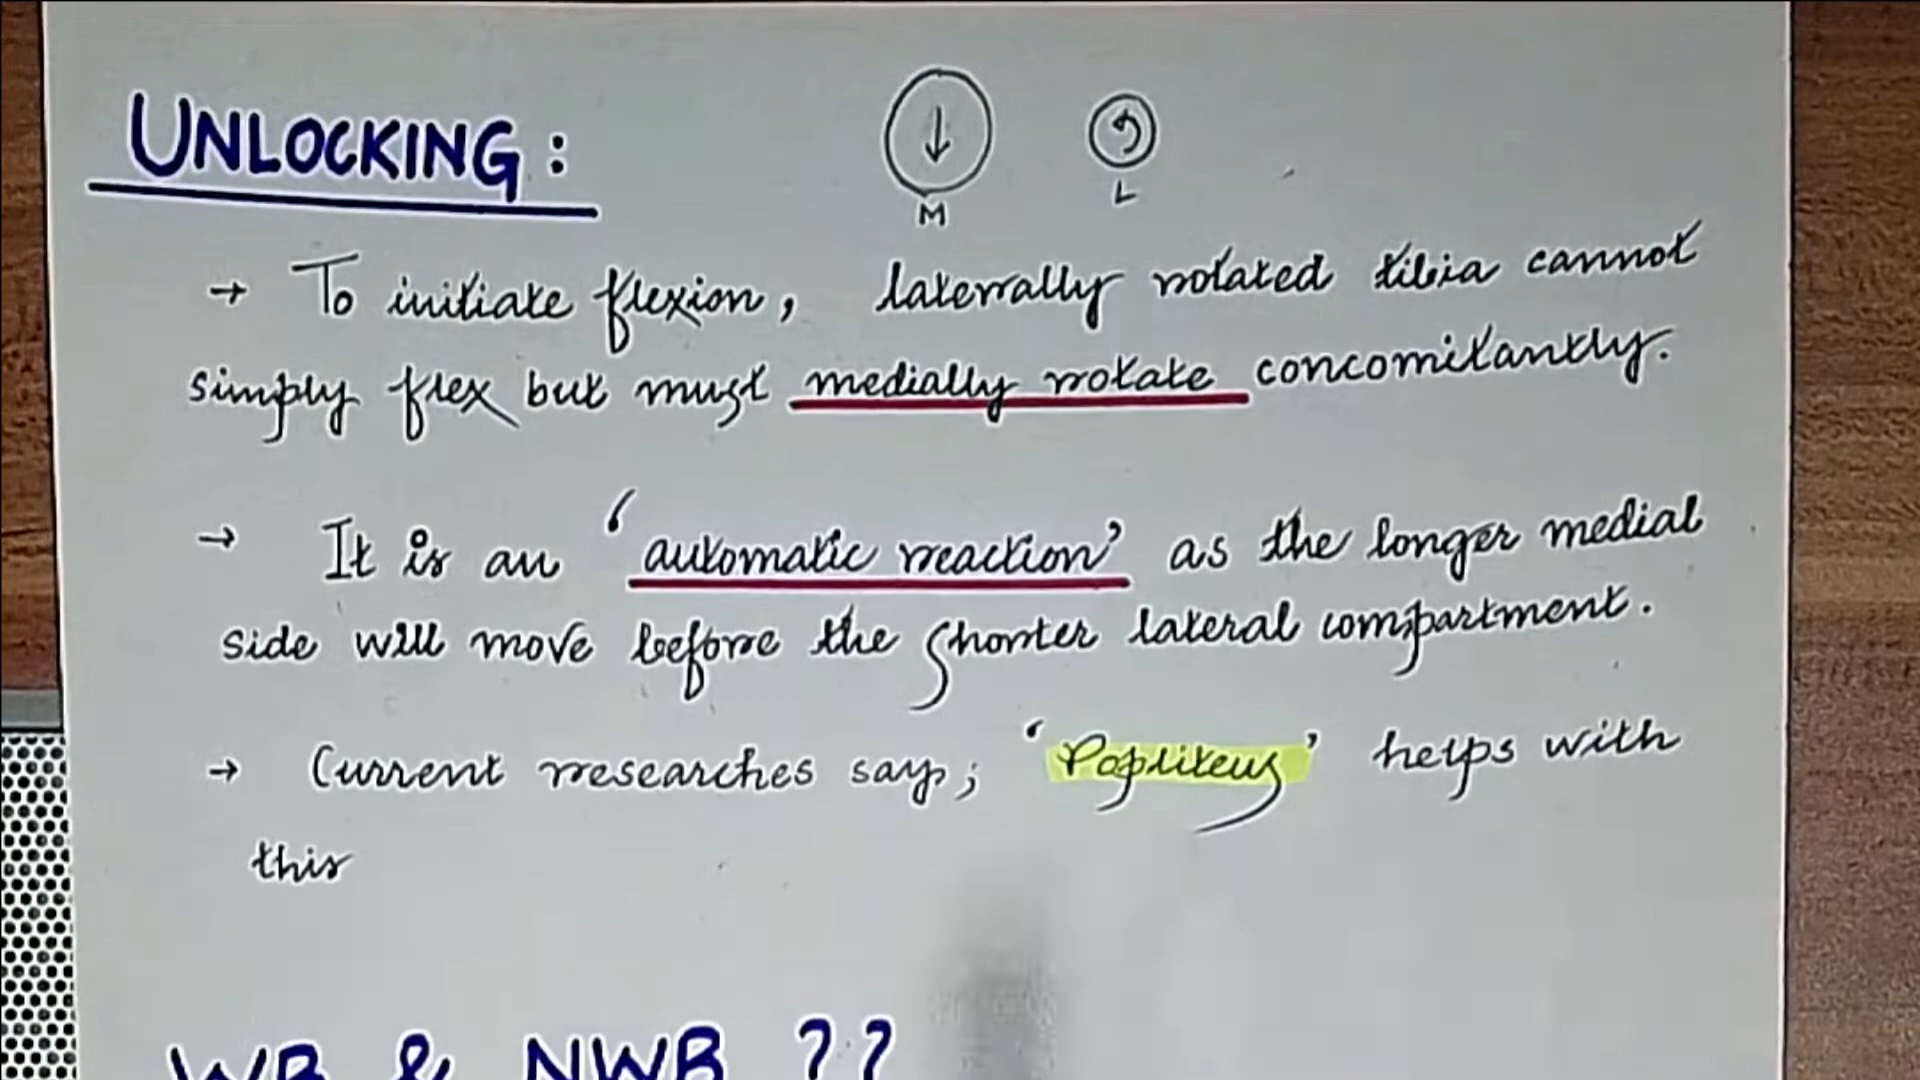 UNLOCKING:
M L
→ To initiate flexion, laterally rotated tibia cannot
simply flex but must medially rotate concomitantly.
→ It is an 'automatic reaction' as the longer medial
side will move before the shorter lateral compartment.
→ Current researches say; 'Popliteus' helps with
this
WB & NWB ??